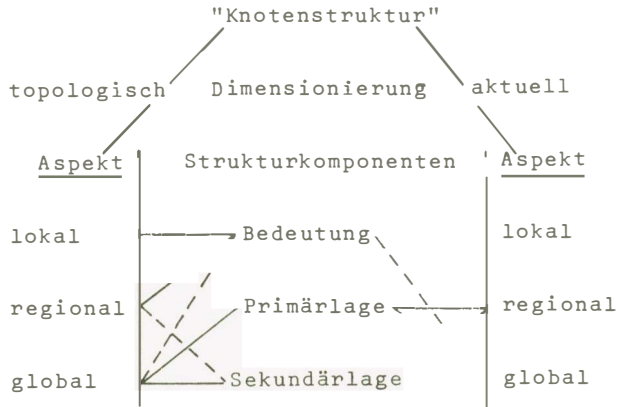 "Knotenstruktur"
topologisch Dimensionierung aktuell
Aspekt Strukturkomponenten Aspekt
lokal Bedeutung lokal
regional Primärlage regional
global Sekundärlage global